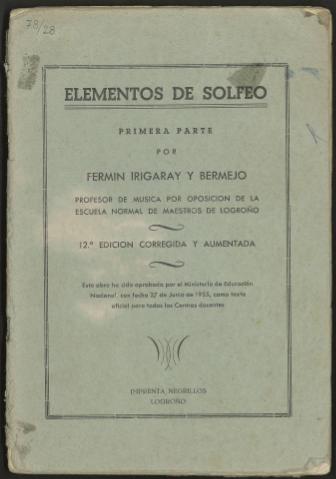 78/28
ELEMENTOS DE SOLFEO
PRIMERA PARTE
POR
FERMIN IRIGARAY Y BERMEJO
PROFESOR DE MUSICA POR OPOSICION DE LA
ESCUELA NORMAL DE MAESTROS DE LOGROÑO
12.ª EDICION CORREGIDA Y AUMENTADA
Esta obra ha sido aprobada por el Ministerio de Educación
Nacional, con fecha 27 de Junio de 1955, como texto
oficial para todos los Centros docentes
IMPRENTA NEGRILLOS
LOGROÑO
1